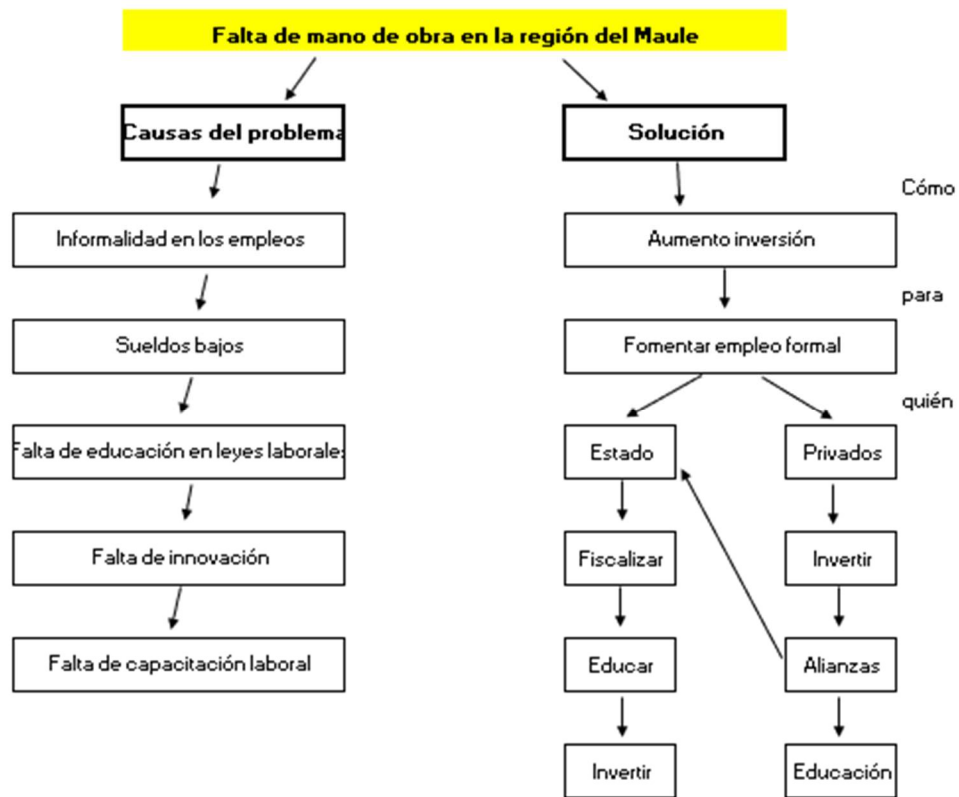 Falta de mano de obra en la región del Maule
Causas del problema
Solución
Cómo
Informalidad en los empleos
Aumento inversión
para
Sueldos bajos
Fomentar empleo formal
quién
Falta de educación en leyes laborales
Estado
Privados
Falta de innovación
Fiscalizar
Invertir
Falta de capacitación laboral
Educar
Alianzas
Invertir
Educación